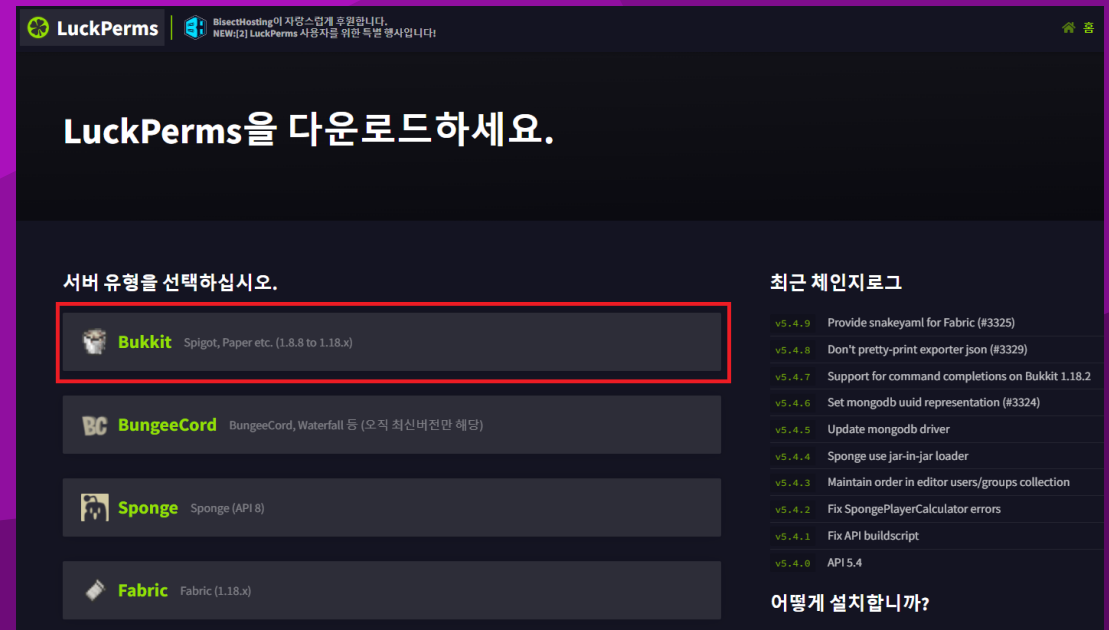 LuckPerms
BisectHosting이 자랑스럽게 후원합니다.
NEW:[2] LuckPerms 사용자를 위한 특별 행사입니다!
홈
LuckPerms을 다운로드하세요.
서버 유형을 선택하십시오.
Bukkit Spigot, Paper etc. (1.8.8 to 1.18.x)
BC BungeeCord BungeeCord, Waterfall 등 (오직 최신버전만 해당)
Sponge Sponge (API 8)
Fabric Fabric (1.18.x)
최근 체인지로그
v5.4.9 Provide snakeyaml for Fabric (#3325)
v5.4.8 Don't pretty-print exporter json (#3329)
v5.4.7 Support for command completions on Bukkit 1.18.2
v5.4.6 Set mongodb uuid representation (#3324)
v5.4.5 Update mongodb driver
v5.4.4 Sponge use jar-in-jar loader
v5.4.3 Maintain order in editor users/groups collection
v5.4.2 Fix SpongePlayerCalculator errors
v5.4.1 Fix API buildscript
v5.4.0 API 5.4
어떻게 설치합니까?